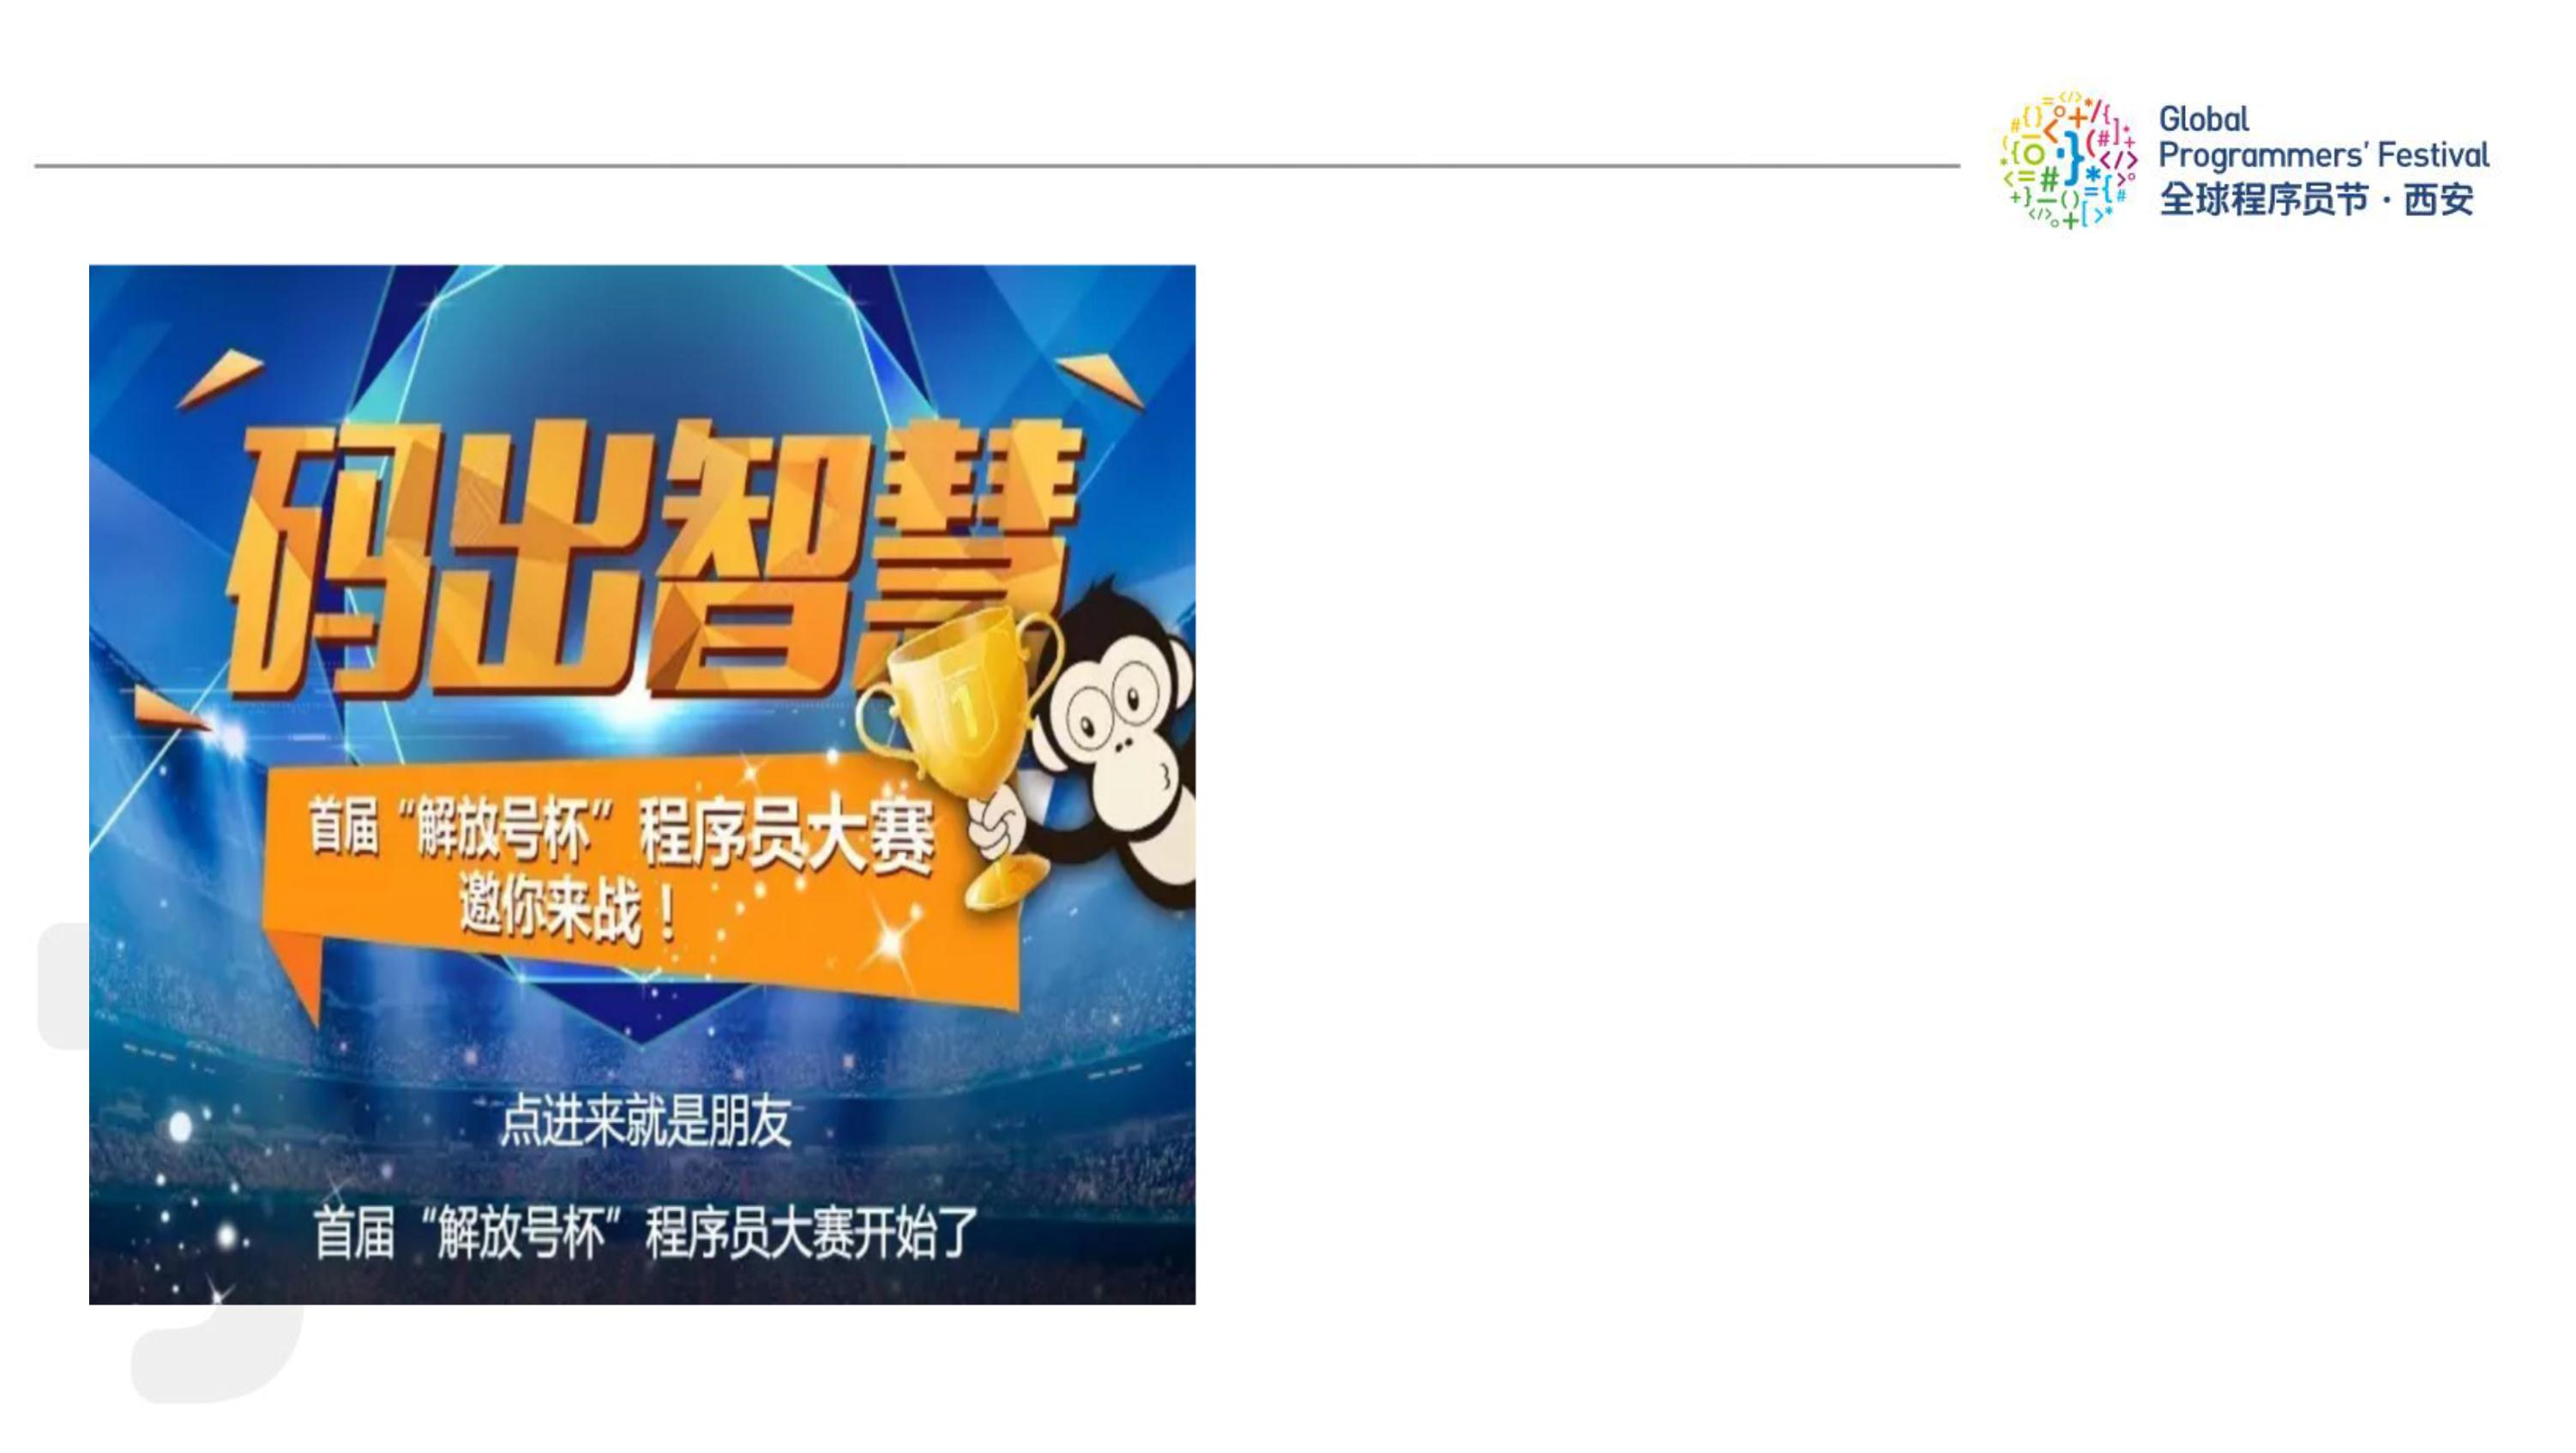 Global
Programmers' Festival
全球程序员节·西安
码出智慧
1
首届“解放号杯”程序员大赛
邀你来战！
点进来就是朋友
首届“解放号杯”程序员大赛开始了